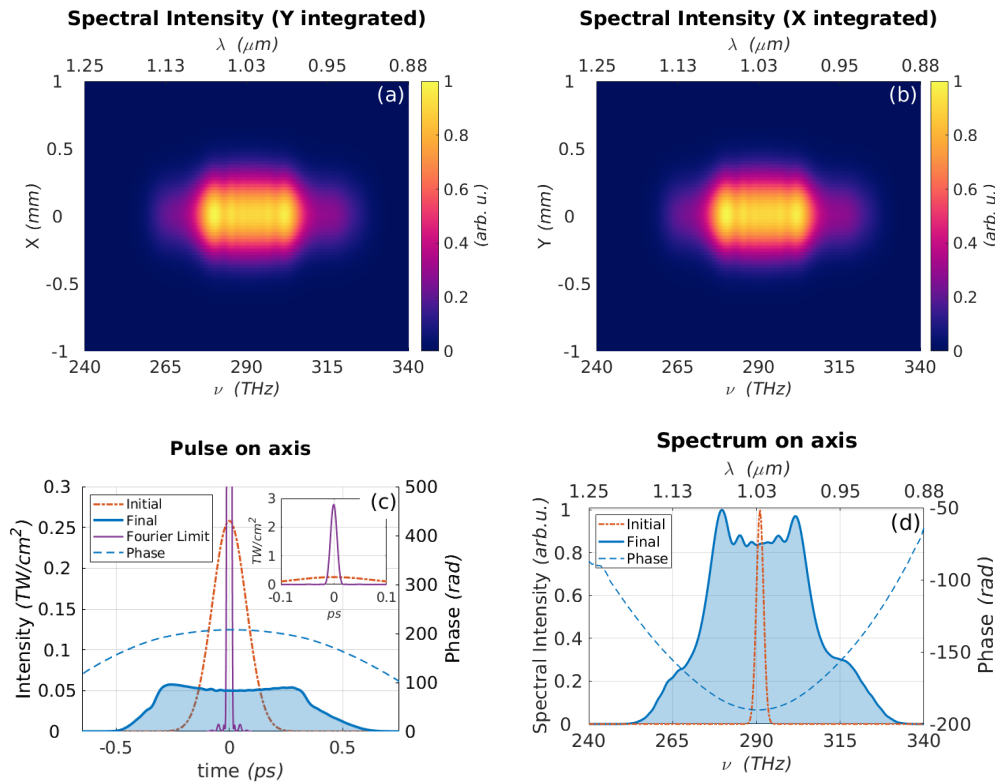 Spectral Intensity (Y integrated)
λ (μm)
1.25 1.13 1.03 0.95 0.88
(a)
1
0.5
0
-0.5
-1
X (mm)
240 265 290 315 340
ν (THz)
1
0.8
0.6
0.4
0.2
0
(arb. u.)
Spectral Intensity (X integrated)
λ (μm)
1.25 1.13 1.03 0.95 0.88
(b)
1
0.5
0
-0.5
-1
Y (mm)
240 265 290 315 340
ν (THz)
1
0.8
0.6
0.4
0.2
0
(arb. u.)
Pulse on axis
(c)
Initial
Final
Fourier Limit
Phase
0.3
0.25
0.2
0.15
0.1
0.05
0
Intensity (TW/cm²)
-0.5 0 0.5
time (ps)
500
400
300
200
100
0
Phase (rad)
3
2
1
0
TW/cm²
-0.1 0 0.1
ps
Spectrum on axis
λ (μm)
1.25 1.13 1.03 0.95 0.88
(d)
Initial
Final
Phase
1
0.8
0.6
0.4
0.2
0
Spectral Intensity (arb.u.)
240 265 290 315 340
ν (THz)
-50
-100
-150
-200
Phase (rad)